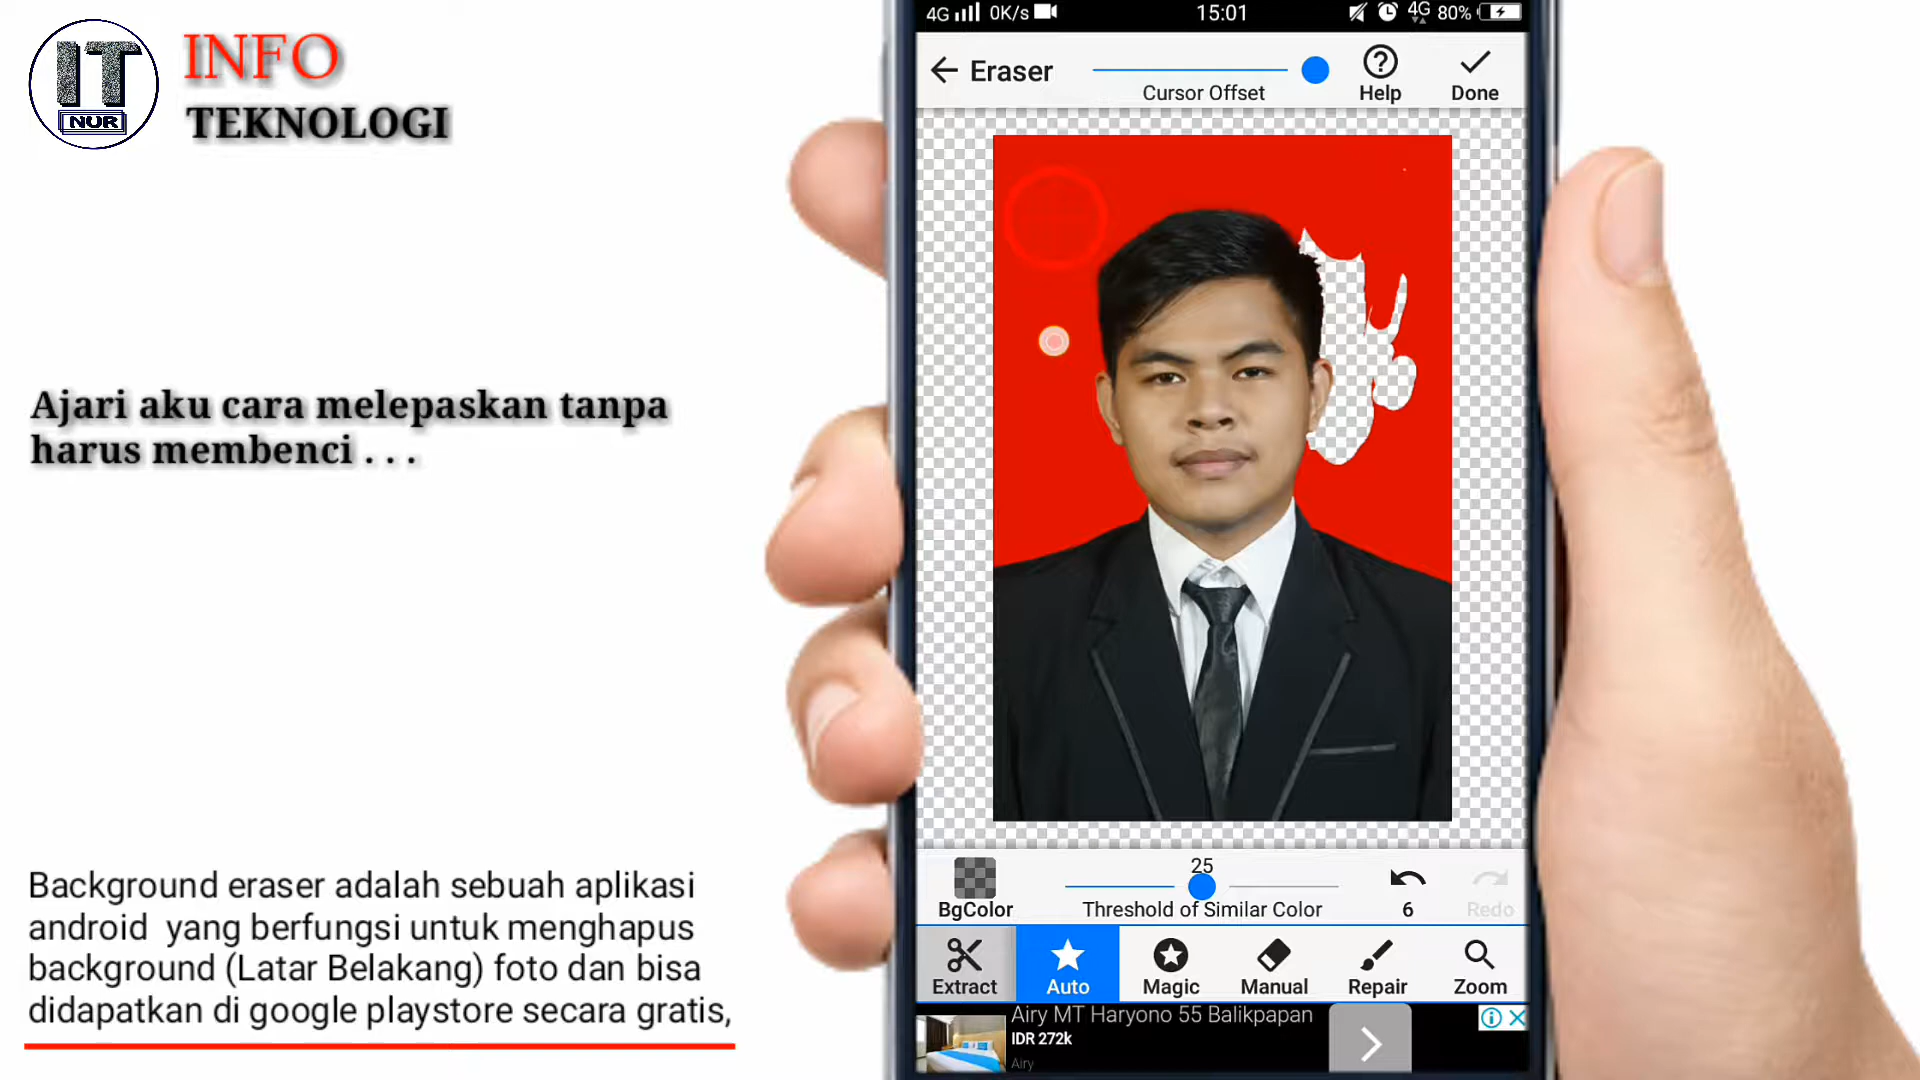 IT
NUR
INFO
TEKNOLOGI
Ajari aku cara melepaskan tanpa
harus membenci . . .
Background eraser adalah sebuah aplikasi
android  yang berfungsi untuk menghapus
background (Latar Belakang) foto dan bisa
didapatkan di google playstore secara gratis,
4G 0K/s 15:01 4G 80%
Eraser Cursor Offset Help Done
25
BgColor Threshold of Similar Color 6 Redo
Extract Auto Magic Manual Repair Zoom
Airy MT Haryono 55 Balikpapan
IDR 272k
Airy